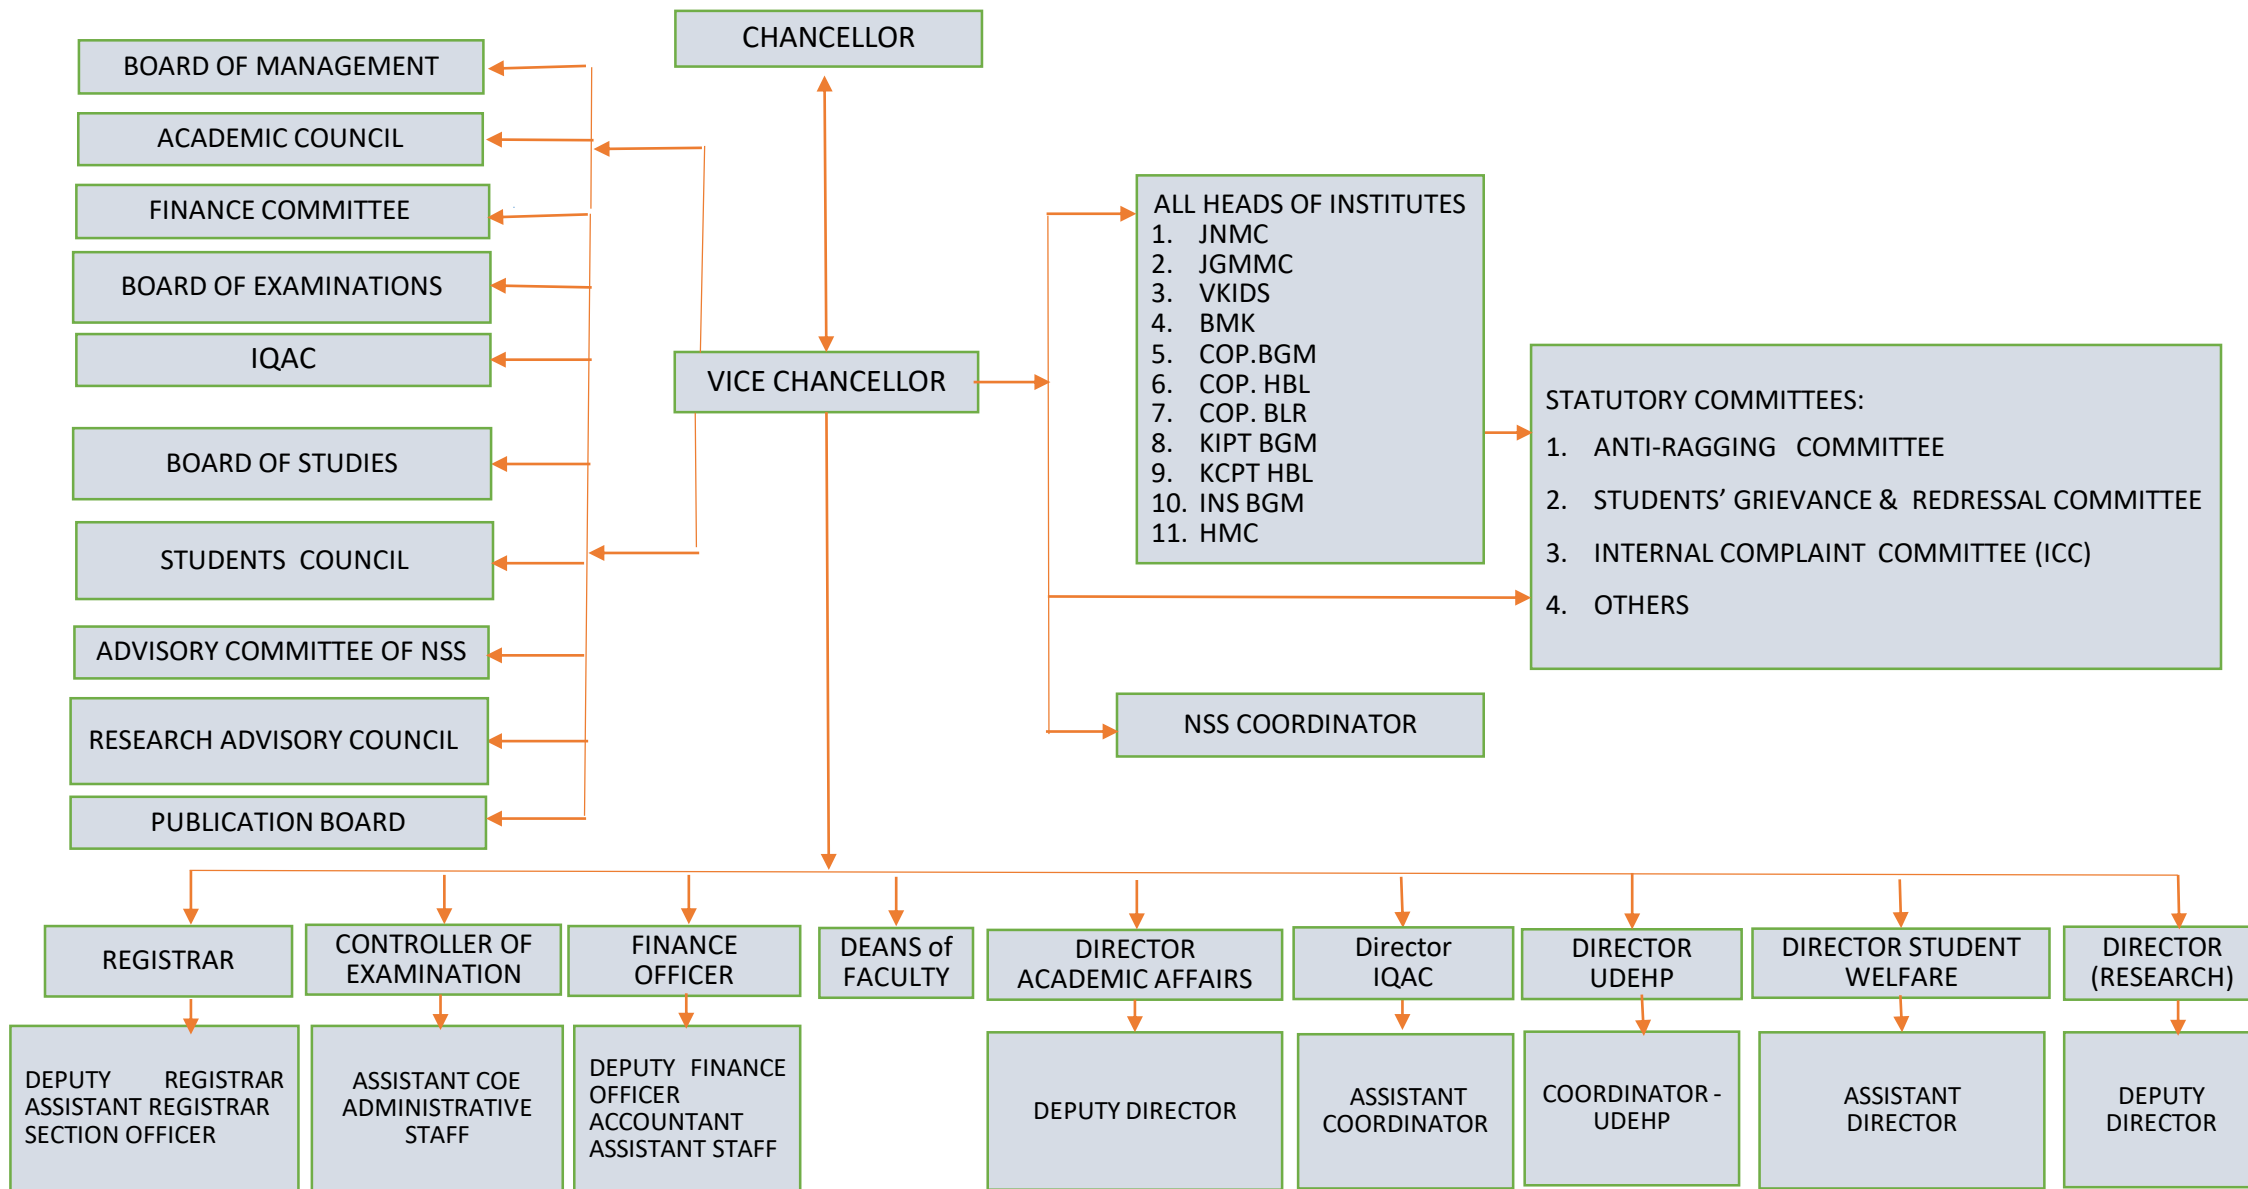 CHANCELLOR
BOARD OF MANAGEMENT
ACADEMIC COUNCIL
FINANCE COMMITTEE
BOARD OF EXAMINATIONS
IQAC
BOARD OF STUDIES
STUDENTS COUNCIL
ADVISORY COMMITTEE OF NSS
RESEARCH ADVISORY COUNCIL
PUBLICATION BOARD
VICE CHANCELLOR
ALL HEADS OF INSTITUTES
1. JNMC
2. JGMMC
3. VKIDS
4. BMK
5. COP.BGM
6. COP. HBL
7. COP. BLR
8. KIPT BGM
9. KCPT HBL
10. INS BGM
11. HMC
STATUTORY COMMITTEES:
1. ANTI-RAGGING COMMITTEE
2. STUDENTS’ GRIEVANCE & REDRESSAL COMMITTEE
3. INTERNAL COMPLAINT COMMITTEE (ICC)
4. OTHERS
NSS COORDINATOR
REGISTRAR
CONTROLLER OF
EXAMINATION
FINANCE
OFFICER
DEANS of
FACULTY
DIRECTOR
ACADEMIC AFFAIRS
Director
IQAC
DIRECTOR
UDEHP
DIRECTOR STUDENT
WELFARE
DIRECTOR
(RESEARCH)
DEPUTY REGISTRAR
ASSISTANT REGISTRAR
SECTION OFFICER
ASSISTANT COE
ADMINISTRATIVE
STAFF
DEPUTY FINANCE
OFFICER
ACCOUNTANT
ASSISTANT STAFF
DEPUTY DIRECTOR
ASSISTANT
COORDINATOR
COORDINATOR -
UDEHP
ASSISTANT
DIRECTOR
DEPUTY
DIRECTOR